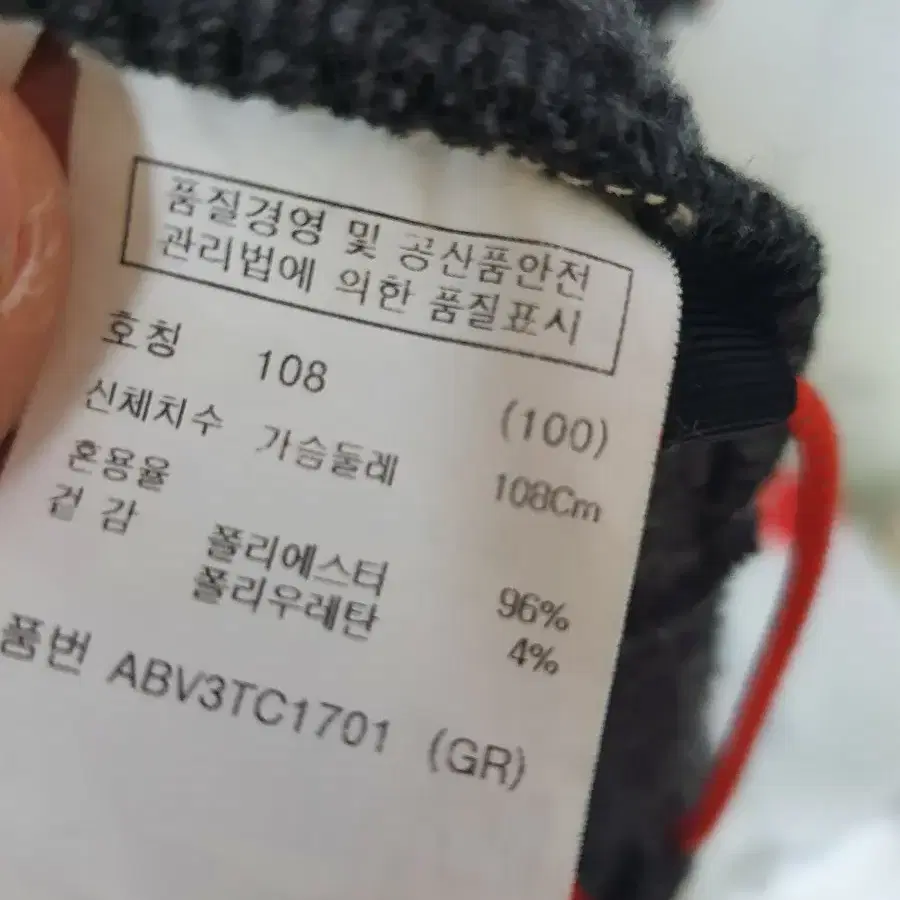 품질경영 및 공산품안전
관리법에 의한 품질표시
호칭 108 (100)
신체치수 가슴둘레 108Cm
혼용율
겉 감 폴리에스터 96%
폴리우레탄 4%
품번 ABV3TC1701 (GR)